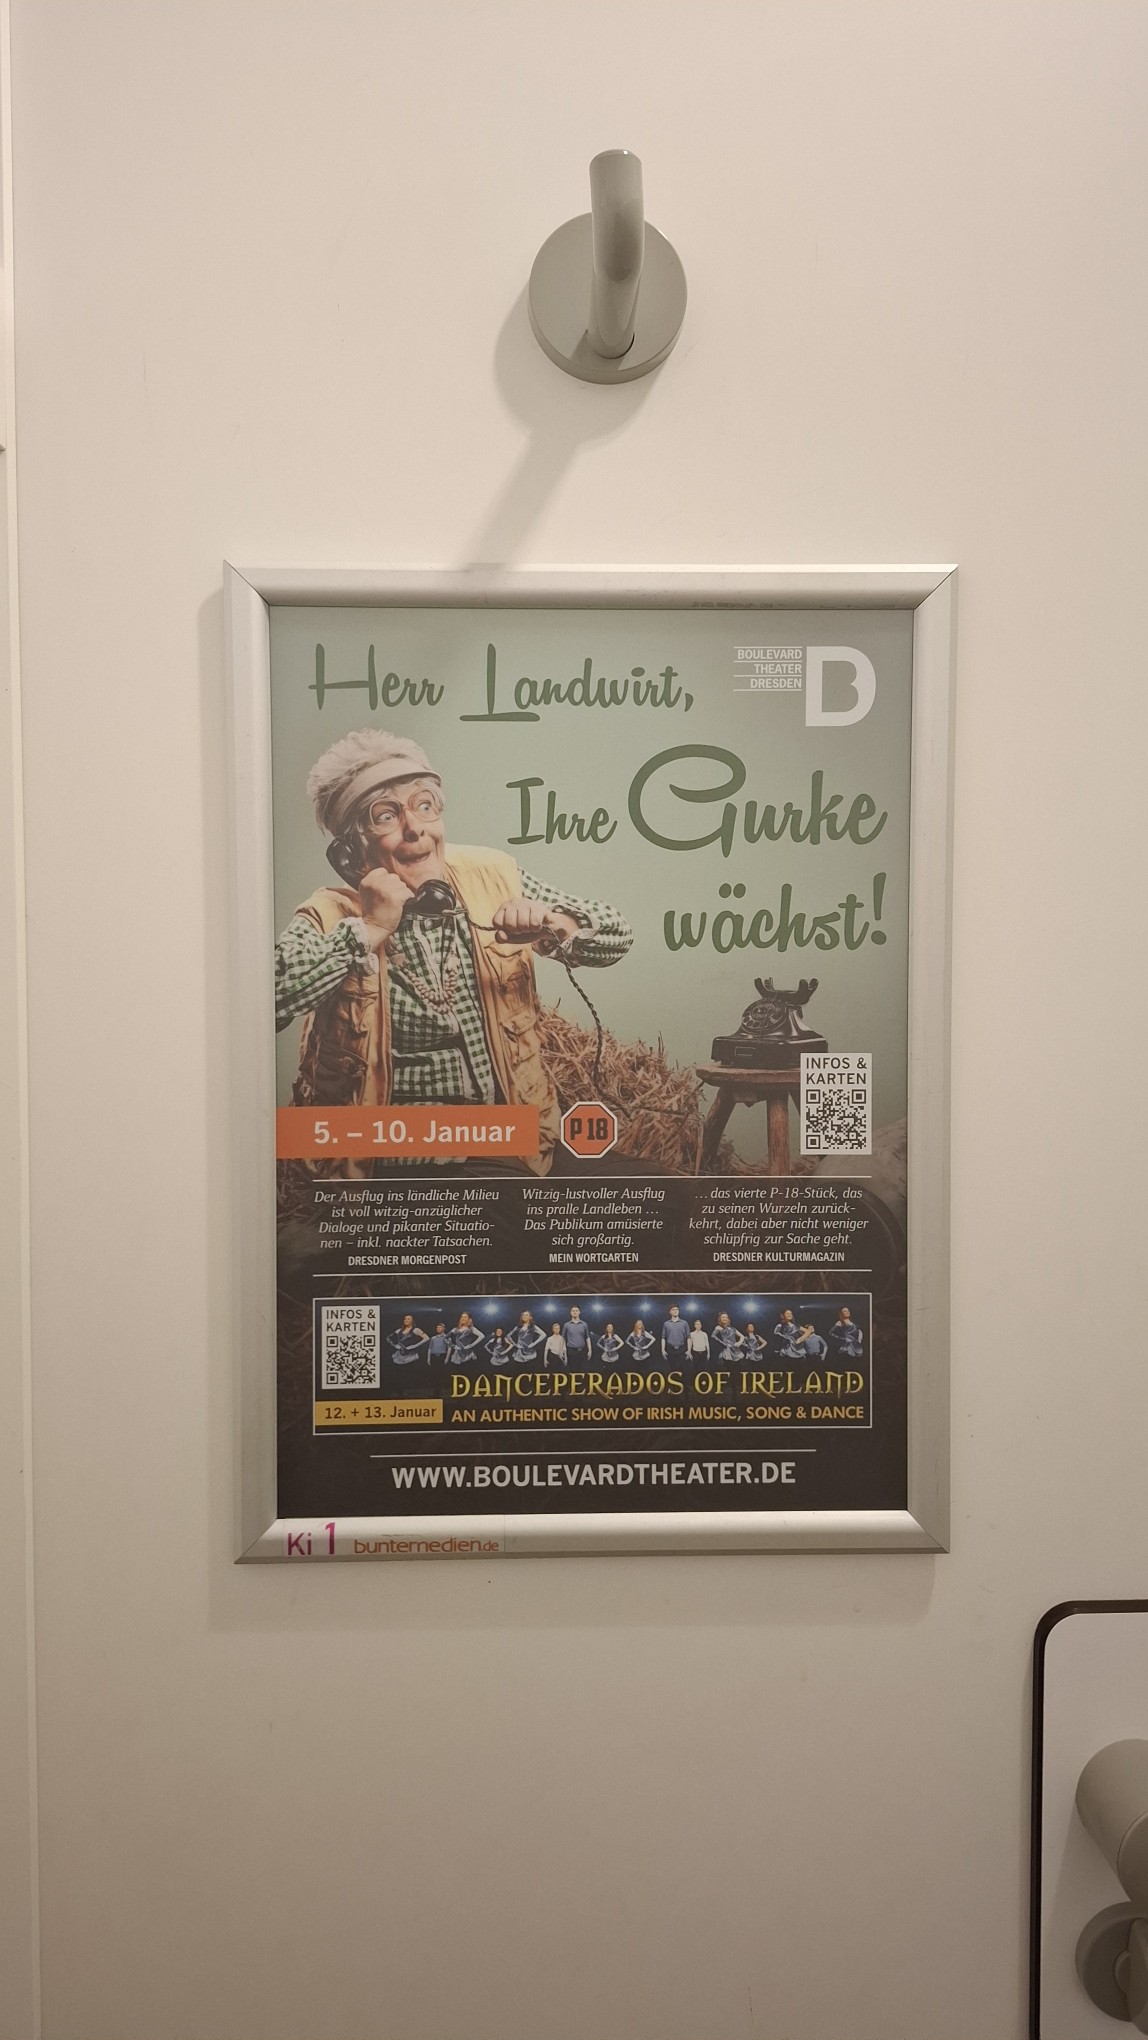 Herr Landwirt,
BOULEVARD
THEATER
DRESDEN
B
Ihre Gurke
wächst!
INFOS &
KARTEN
5. – 10. Januar
P 18
Der Ausflug ins ländliche Milieu
ist voll witzig-anzüglicher
Dialoge und pikanter Situatio-
nen – inkl. nackter Tatsachen.
DRESDNER MORGENPOST
Witzig-lustvoller Ausflug
ins pralle Landleben ...
Das Publikum amüsierte
sich großartig.
MEIN WORTGARTEN
... das vierte P-18-Stück, das
zu seinen Wurzeln zurück-
kehrt, dabei aber nicht weniger
schlüpfrig zur Sache geht.
DRESDNER KULTURMAGAZIN
INFOS &
KARTEN
DANCEPERADOS OF IRELAND
12. + 13. Januar
AN AUTHENTIC SHOW OF IRISH MUSIC, SONG & DANCE
WWW.BOULEVARDTHEATER.DE
Ki 1 buntemedien.de